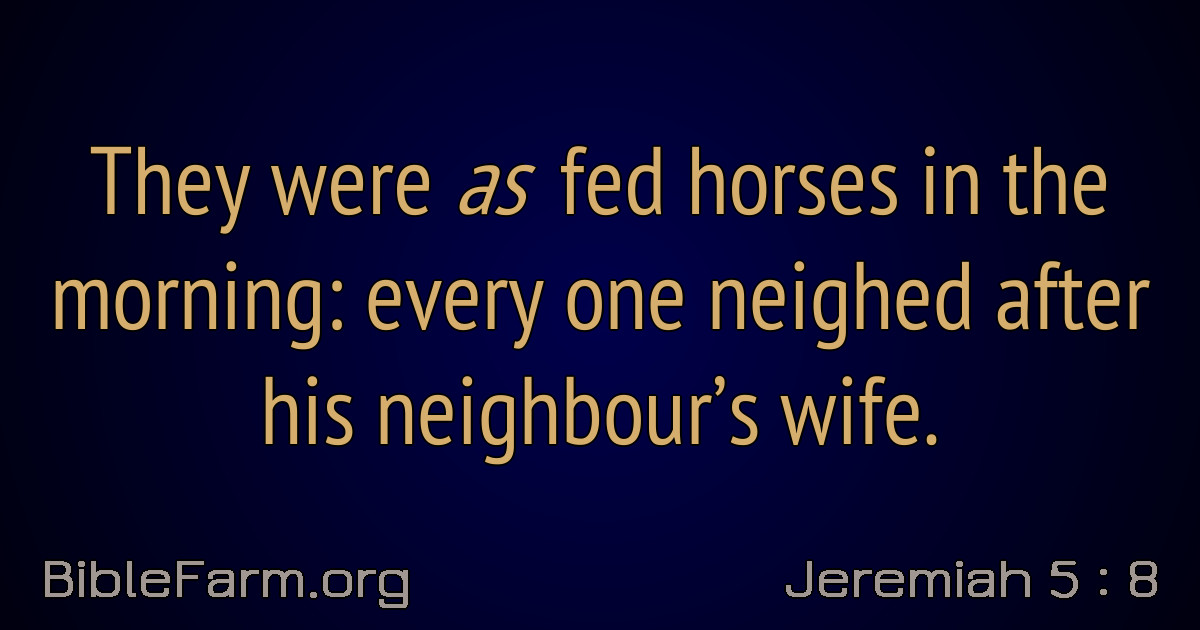 They were as fed horses in the
morning: every one neighed after
his neighbour’s wife.
BibleFarm.org
Jeremiah 5 : 8